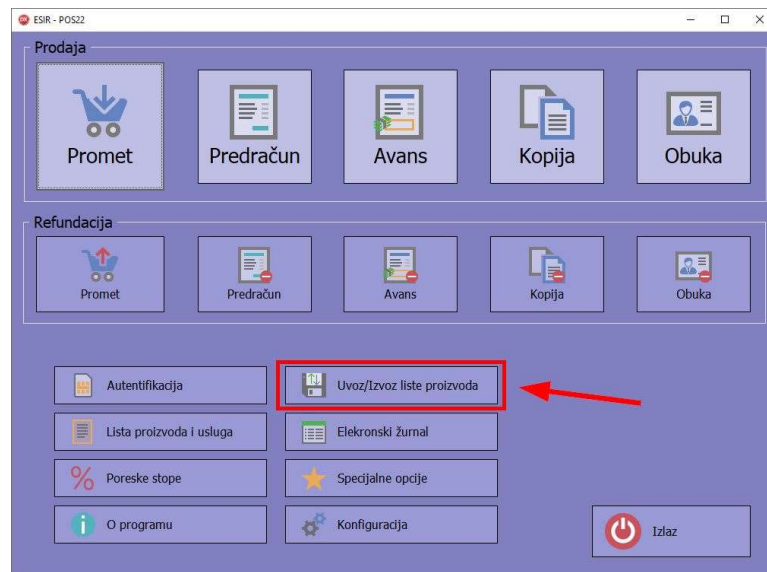 ESIR - POS22
Prodaja
Promet
Predračun
Avans
Kopija
Obuka
Refundacija
Promet
Predračun
Avans
Kopija
Obuka
Autentifikacija
Uvoz/Izvoz liste proizvoda
Lista proizvoda i usluga
Elekronski žurnal
Poreske stope
Specijalne opcije
O programu
Konfiguracija
Izlaz